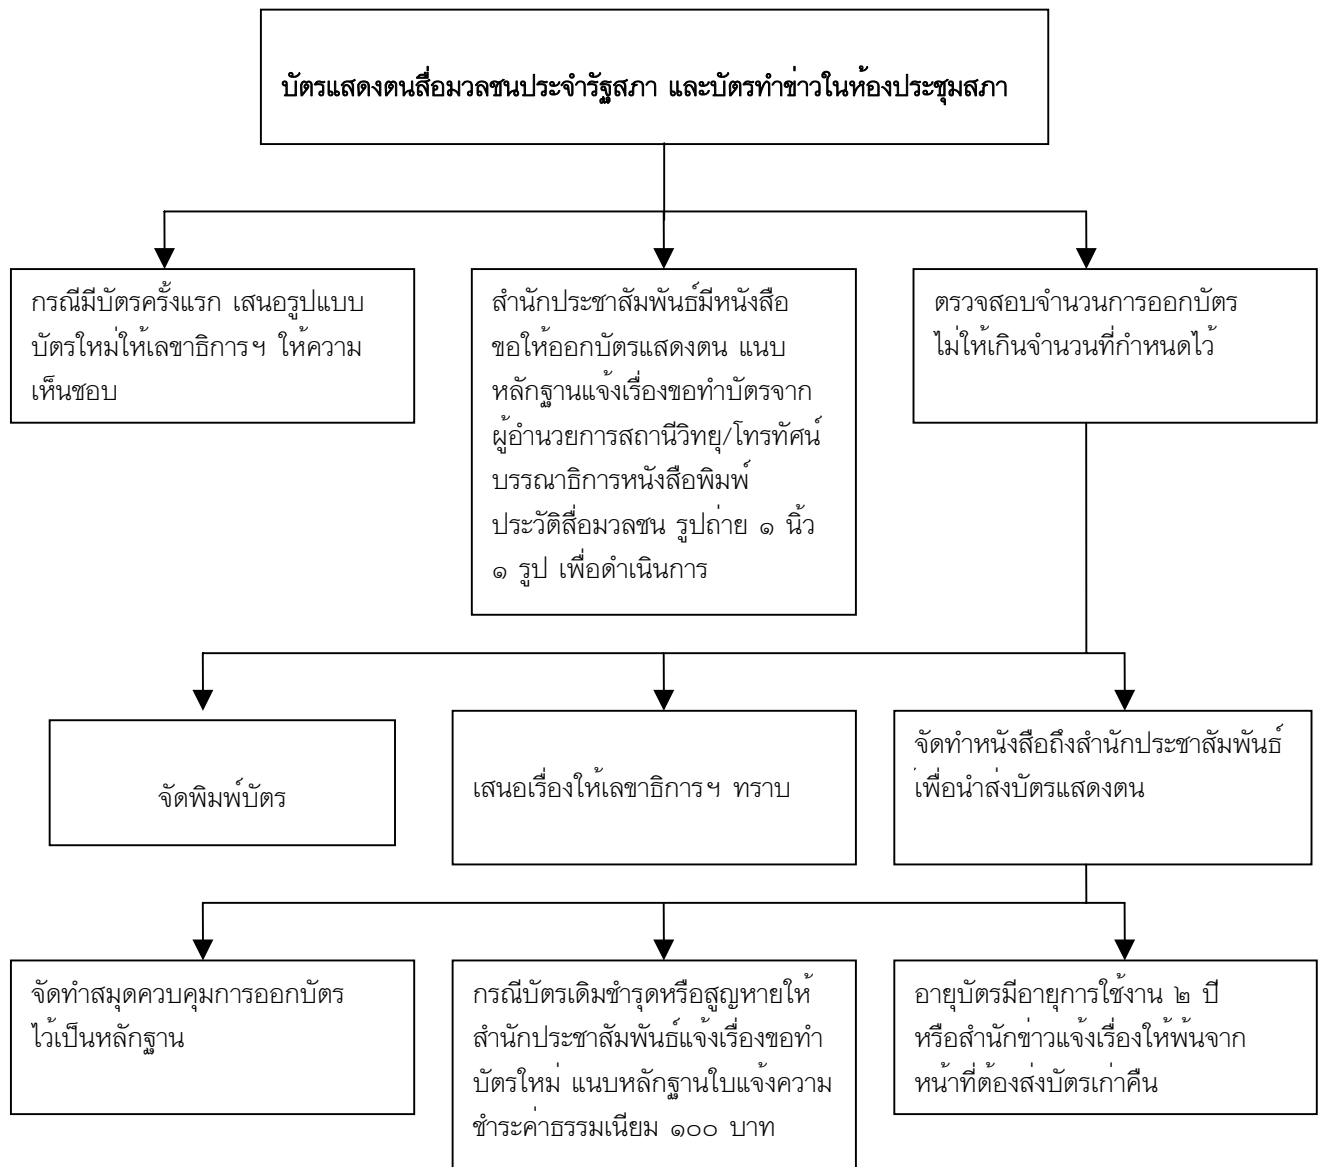 บัตรแสดงตนสื่อมวลชนประจำรัฐสภา และบัตรทำข่าวในห้องประชุมสภา
กรณีมีบัตรครั้งแรก เสนอรูปแบบ
บัตรใหม่ให้เลขาธิการฯ ให้ความ
เห็นชอบ
สำนักประชาสัมพันธ์มีหนังสือ
ขอให้ออกบัตรแสดงตน แนบ
หลักฐานแจ้งเรื่องขอทำบัตรจาก
ผู้อำนวยการสถานีวิทยุ/โทรทัศน์
บรรณาธิการหนังสือพิมพ์
ประวัติสื่อมวลชน รูปถ่าย ๑ นิ้ว
๑ รูป เพื่อดำเนินการ
ตรวจสอบจำนวนการออกบัตร
ไม่ให้เกินจำนวนที่กำหนดไว้
จัดพิมพ์บัตร
เสนอเรื่องให้เลขาธิการฯ ทราบ
จัดทำหนังสือถึงสำนักประชาสัมพันธ์
เพื่อนำส่งบัตรแสดงตน
จัดทำสมุดควบคุมการออกบัตร
ไว้เป็นหลักฐาน
กรณีบัตรเดิมชำรุดหรือสูญหายให้
สำนักประชาสัมพันธ์แจ้งเรื่องขอทำ
บัตรใหม่ แนบหลักฐานใบแจ้งความ
ชำระค่าธรรมเนียม ๑๐๐ บาท
อายุบัตรมีอายุการใช้งาน ๒ ปี
หรือสำนักข่าวแจ้งเรื่องให้พ้นจาก
หน้าที่ต้องส่งบัตรเก่าคืน